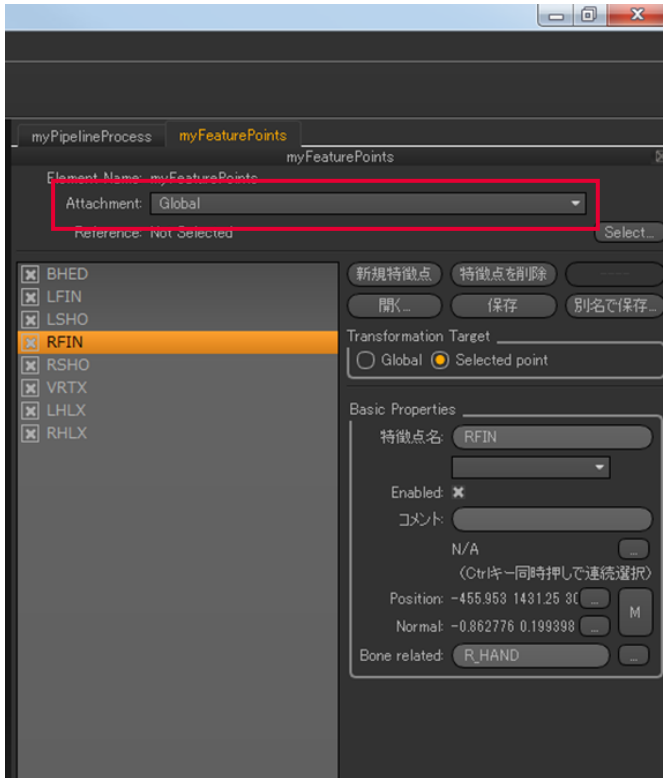 myPipelineProcess myFeaturePoints
myFeaturePoints
Element Name: myFeaturePoints
Attachment: Global
Reference: Not Selected
Select...
BHED
LFIN
LSHO
RFIN
RSHO
VRTX
LHLX
RHLX
新規特徴点 特徴点を削除 ----
開く... 保存 別名で保存...
Transformation Target
Global Selected point
Basic Properties
特徴点名: RFIN
Enabled:
コメント:
N/A ...
(Ctrlキー同時押しで連続選択)
Position: -455.953 1431.25 30 ...
M
Normal: -0.862776 0.199398 ...
Bone related: R_HAND ...